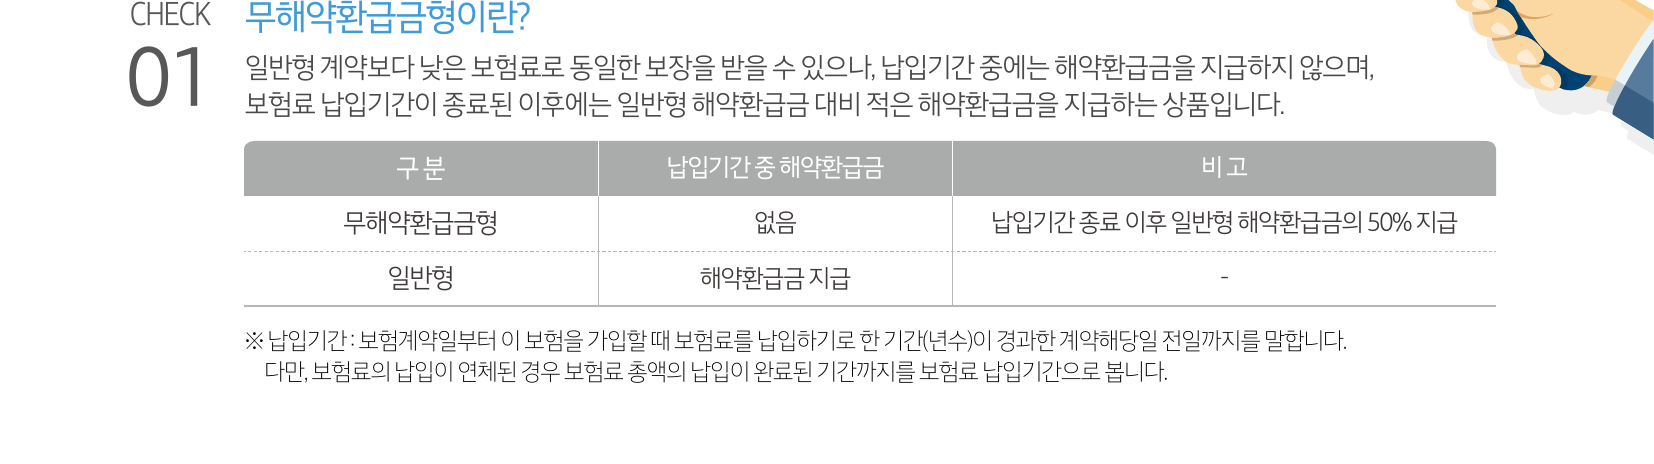 CHECK
01
무해약환급금형이란?
일반형 계약보다 낮은 보험료로 동일한 보장을 받을 수 있으나, 납입기간 중에는 해약환급금을 지급하지 않으며,
보험료 납입기간이 종료된 이후에는 일반형 해약환급금 대비 적은 해약환급금을 지급하는 상품입니다.
구 분 납입기간 중 해약환급금 비 고
무해약환급금형 없음 납입기간 종료 이후 일반형 해약환급금의 50% 지급
일반형 해약환급금 지급 -
※ 납입기간 : 보험계약일부터 이 보험을 가입할 때 보험료를 납입하기로 한 기간(년수)이 경과한 계약해당일 전일까지를 말합니다.
다만, 보험료의 납입이 연체된 경우 보험료 총액의 납입이 완료된 기간까지를 보험료 납입기간으로 봅니다.